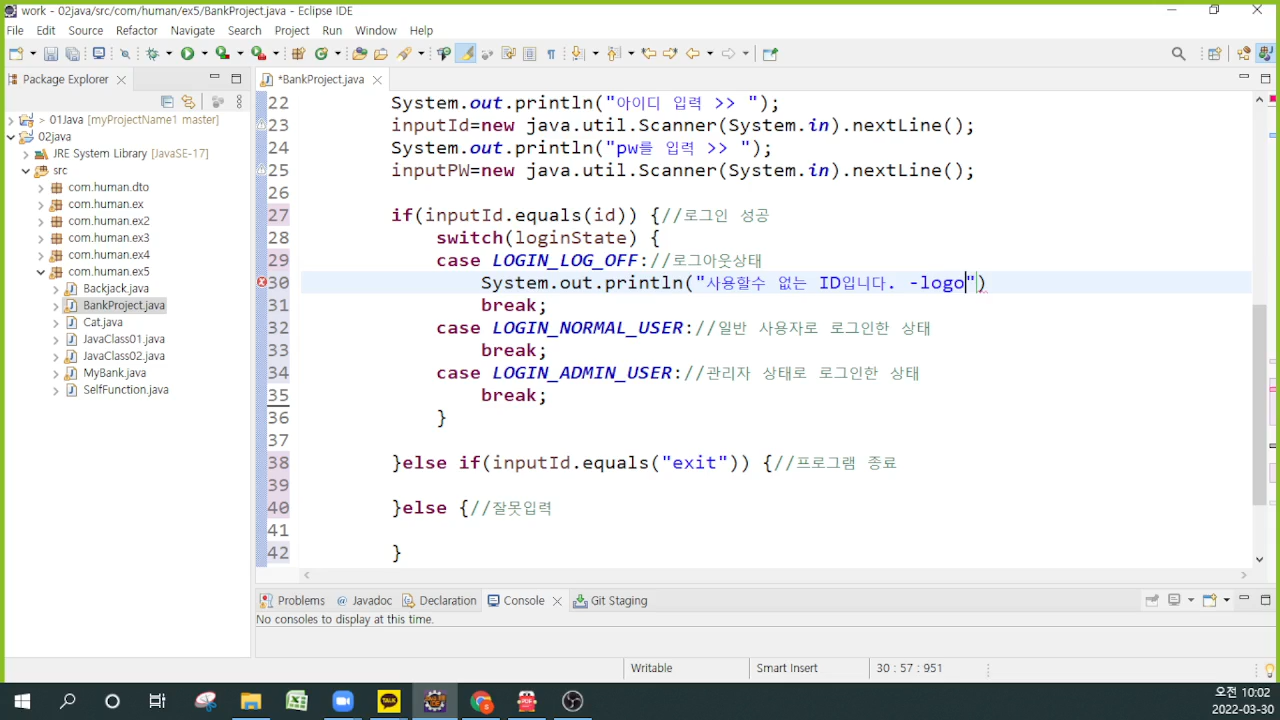 work - 02java/src/com/human/ex5/BankProject.java - Eclipse IDE
File Edit Source Refactor Navigate Search Project Run Window Help
Package Explorer
*BankProject.java
> 01Java [myProjectName1 master]
02java
JRE System Library [JavaSE-17]
src
com.human.dto
com.human.ex
com.human.ex2
com.human.ex3
com.human.ex4
com.human.ex5
Backjack.java
BankProject.java
Cat.java
JavaClass01.java
JavaClass02.java
MyBank.java
SelfFunction.java
22 System.out.println("아이디 입력 >> ");
23 inputId=new java.util.Scanner(System.in).nextLine();
24 System.out.println("pw를 입력 >> ");
25 inputPW=new java.util.Scanner(System.in).nextLine();
26
27 if(inputId.equals(id)) {//로그인 성공
28 switch(loginState) {
29 case LOGIN_LOG_OFF://로그아웃상태
30 System.out.println("사용할수 없는 ID입니다. -logo")
31 break;
32 case LOGIN_NORMAL_USER://일반 사용자로 로그인한 상태
33 break;
34 case LOGIN_ADMIN_USER://관리자 상태로 로그인한 상태
35 break;
36 }
37
38 }else if(inputId.equals("exit")) {//프로그램 종료
39
40 }else {//잘못입력
41
42 }
Problems Javadoc Declaration Console Git Staging
No consoles to display at this time.
Writable Smart Insert 30 : 57 : 951
TALK
PDF
오전 10:02
2022-03-30